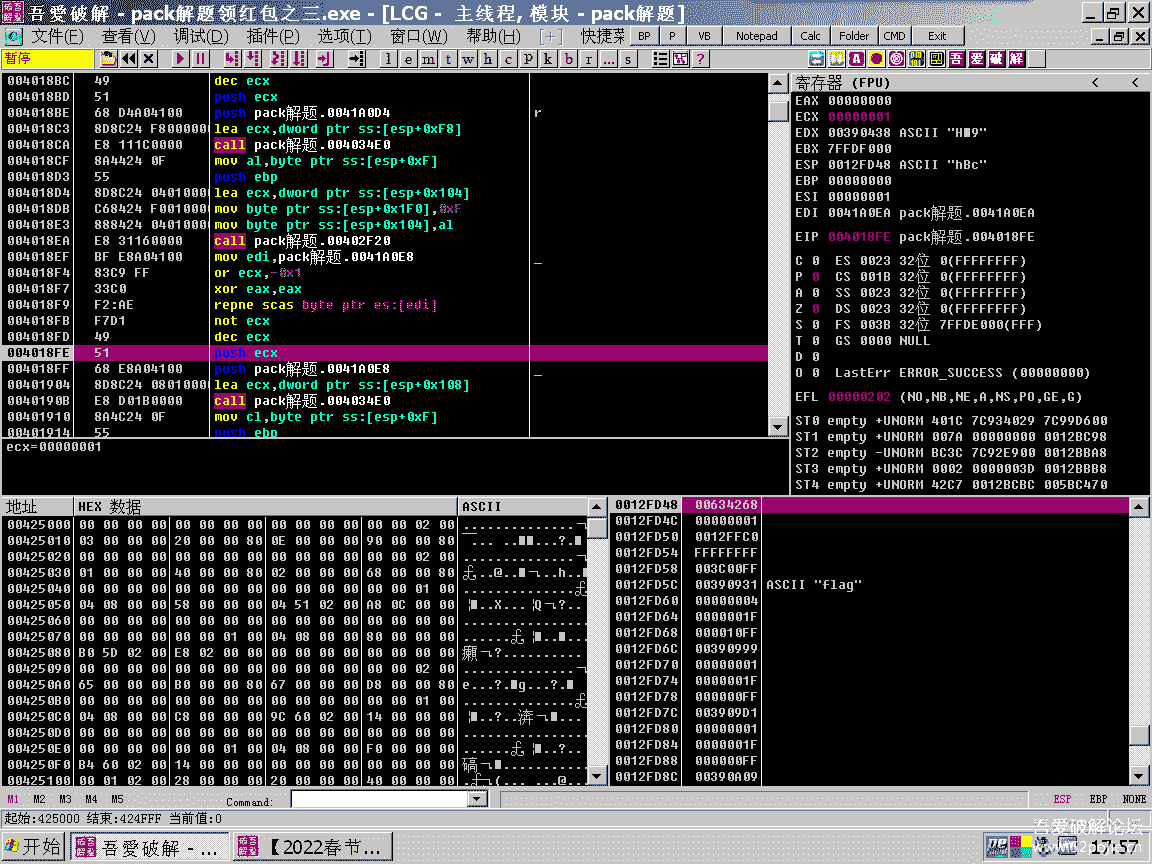 吾爱破解 - pack解题领红包之三.exe - [LCG - 主线程, 模块 - pack解题]
文件(F) 查看(V) 调试(D) 插件(P) 选项(T) 窗口(W) 帮助(H) [+] 快捷菜 BP P VB Notepad Calc Folder CMD Exit
暂停 l e m t w h c p k b r ... s ?
004018BC 49 dec ecx
004018BD 51 push ecx
004018BE 68 D4A04100 push pack解题.0041A0D4 r
004018C3 8D8C24 F8000000 lea ecx,dword ptr ss:[esp+0xF8]
004018CA E8 111C0000 call pack解题.004034E0
004018CF 8A4424 0F mov al,byte ptr ss:[esp+0xF]
004018D3 55 push ebp
004018D4 8D8C24 04010000 lea ecx,dword ptr ss:[esp+0x104]
004018DB C68424 F0010000 mov byte ptr ss:[esp+0x1F0],0xF
004018E3 888424 04010000 mov byte ptr ss:[esp+0x104],al
004018EA E8 31160000 call pack解题.00402F20
004018EF BF E8A04100 mov edi,pack解题.0041A0E8 _
004018F4 83C9 FF or ecx,-0x1
004018F7 33C0 xor eax,eax
004018F9 F2:AE repne scas byte ptr es:[edi]
004018FB F7D1 not ecx
004018FD 49 dec ecx
004018FE 51 push ecx
004018FF 68 E8A04100 push pack解题.0041A0E8 _
00401904 8D8C24 08010000 lea ecx,dword ptr ss:[esp+0x108]
0040190B E8 D01B0000 call pack解题.004034E0
00401910 8A4C24 0F mov cl,byte ptr ss:[esp+0xF]
00401914 55 push ebp
ecx=00000001
寄存器 (FPU) < <
EAX 00000000
ECX 00000001
EDX 00390438 ASCII "H■9"
EBX 7FFDF000
ESP 0012FD48 ASCII "hBc"
EBP 00000000
ESI 00000001
EDI 0041A0EA pack解题.0041A0EA
EIP 004018FE pack解题.004018FE
C 0 ES 0023 32位 0(FFFFFFFF)
P 0 CS 001B 32位 0(FFFFFFFF)
A 0 SS 0023 32位 0(FFFFFFFF)
Z 0 DS 0023 32位 0(FFFFFFFF)
S 0 FS 003B 32位 7FFDE000(FFF)
T 0 GS 0000 NULL
D 0
O 0 LastErr ERROR_SUCCESS (00000000)
EFL 00000202 (NO,NB,NE,A,NS,PO,GE,G)
ST0 empty +UNORM 401C 7C934029 7C99D600
ST1 empty +UNORM 007A 00000000 0012BC98
ST2 empty -UNORM BC3C 7C92E900 0012BBA8
ST3 empty +UNORM 0002 0000003D 0012BBB8
ST4 empty +UNORM 42C7 0012BCBC 005BC470
地址 HEX 数据 ASCII
00425000 00 00 00 00 00 00 00 00 00 00 00 00 00 00 02 00
00425010 03 00 00 00 20 00 00 80 0E 00 00 00 90 00 00 80
00425020 00 00 00 00 00 00 00 00 00 00 00 00 00 00 02 00
00425030 01 00 00 00 40 00 00 80 02 00 00 00 68 00 00 80
00425040 00 00 00 00 00 00 00 00 00 00 00 00 00 00 01 00
00425050 04 08 00 00 58 00 00 00 04 51 02 00 A8 0C 00 00
00425060 00 00 00 00 00 00 00 00 00 00 00 00 00 00 00 00
00425070 00 00 00 00 00 00 01 00 04 08 00 00 80 00 00 00
00425080 B0 5D 02 00 E8 02 00 00 00 00 00 00 00 00 00 00
00425090 00 00 00 00 00 00 00 00 00 00 00 00 00 00 02 00
004250A0 65 00 00 00 B0 00 00 80 67 00 00 00 D8 00 00 80
004250B0 00 00 00 00 00 00 00 00 00 00 00 00 00 00 01 00
004250C0 04 08 00 00 C8 00 00 00 9C 60 02 00 14 00 00 00
004250D0 00 00 00 00 00 00 00 00 00 00 00 00 00 00 00 00
004250E0 00 00 00 00 00 00 01 00 04 08 00 00 F0 00 00 00
004250F0 B4 60 02 00 14 00 00 00 00 00 00 00 00 00 00 00
00425100 00 01 02 00 28 00 00 00 20 00 00 00 40 00 00 00
0012FD48 00634268
0012FD4C 00000001
0012FD50 0012FFC0
0012FD54 FFFFFFFF
0012FD58 003C00FF
0012FD5C 00390931 ASCII "flag"
0012FD60 00000004
0012FD64 0000001F
0012FD68 000010FF
0012FD6C 00390999
0012FD70 00000001
0012FD74 0000001F
0012FD78 000000FF
0012FD7C 003909D1
0012FD80 00000001
0012FD84 0000001F
0012FD88 000000FF
0012FD8C 00390A09
M1 M2 M3 M4 M5 Command: ESP EBP NONE
起始:425000 结束:424FFF 当前值:0
开始 吾爱破解 - ... 【2022春节... 17:57
吾爱破解论坛
www.52pojie.cn